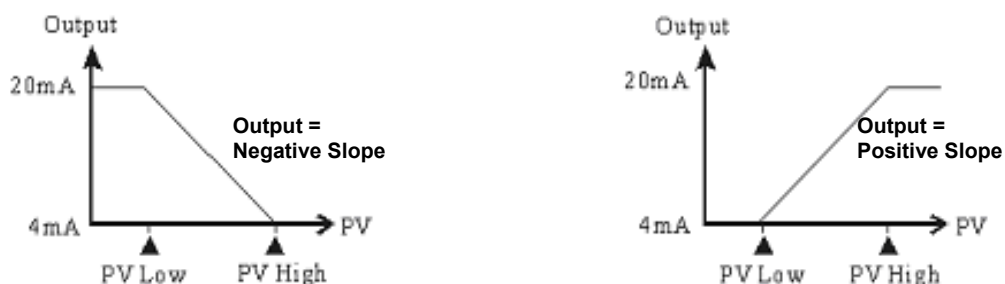 Output
20mA
Output =
Negative Slope
4mA
PV
PV Low
PV High
Output
20mA
Output =
Positive Slope
4mA
PV
PV Low
PV High